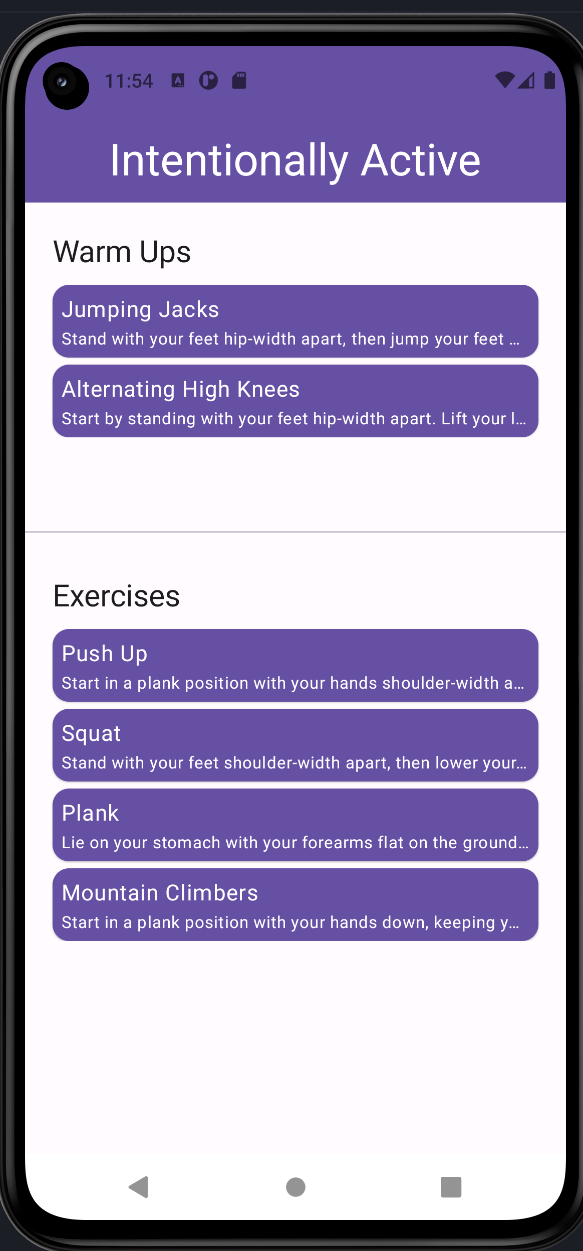 11:54
Intentionally Active
Warm Ups
Jumping Jacks
Stand with your feet hip-width apart, then jump your feet ...
Alternating High Knees
Start by standing with your feet hip-width apart. Lift your l...
Exercises
Push Up
Start in a plank position with your hands shoulder-width a...
Squat
Stand with your feet shoulder-width apart, then lower your...
Plank
Lie on your stomach with your forearms flat on the ground...
Mountain Climbers
Start in a plank position with your hands down, keeping y...